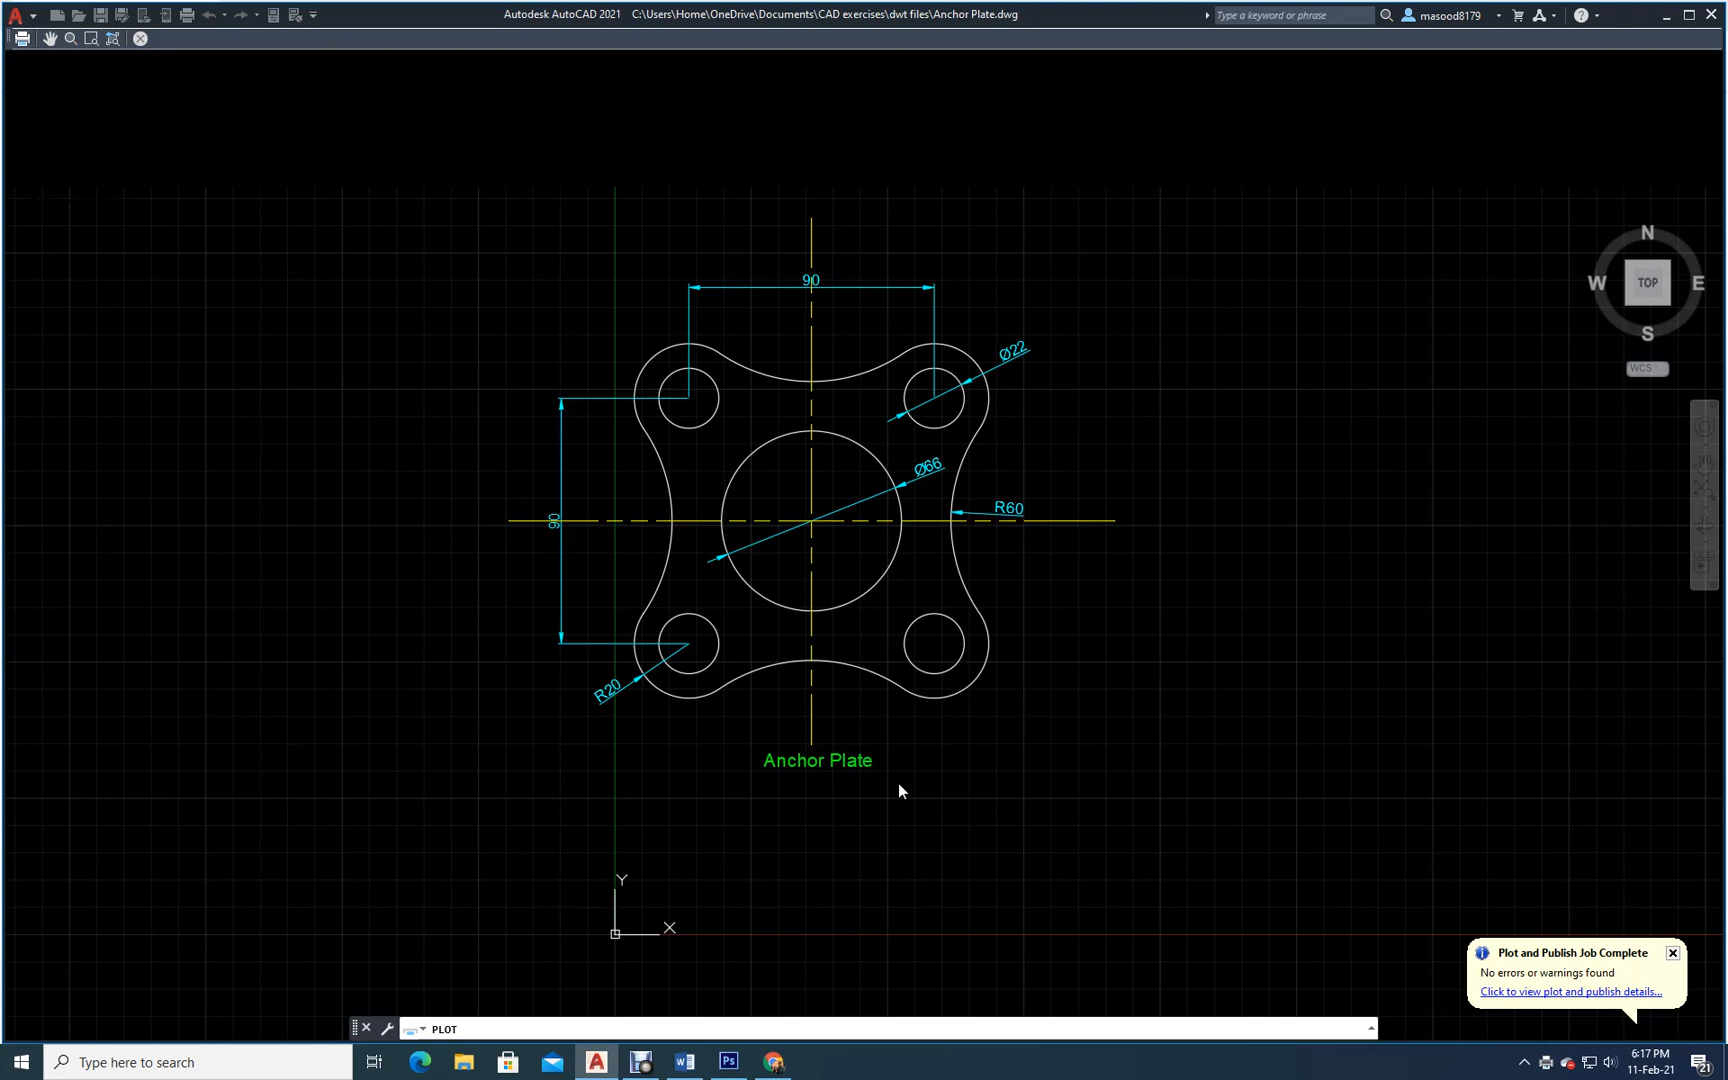 Autodesk AutoCAD 2021 C:\Users\Home\OneDrive\Documents\CAD exercises\dwt files\Anchor Plate.dwg
Type a keyword or phrase
masood8179
N
W
TOP
E
S
WCS
90
Ø22
Ø66
R60
90
R20
Anchor Plate
Y
X
Plot and Publish Job Complete
No errors or warnings found
Click to view plot and publish details...
PLOT
Type here to search
Ps
6:17 PM
11-Feb-21
21